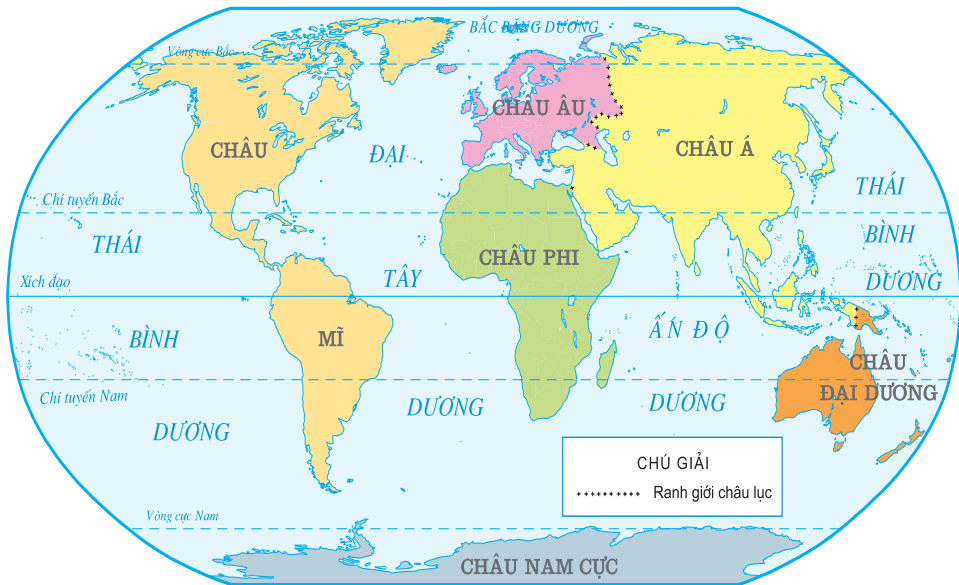 BẮC BĂNG DƯƠNG
Vòng cực Bắc
CHÂU ÂU
CHÂU
ĐẠI
CHÂU Á
THÁI
Chí tuyến Bắc
THÁI
BÌNH
CHÂU PHI
TÂY
DƯƠNG
Xích đạo
BÌNH
MĨ
ẤN ĐỘ
CHÂU
ĐẠI DƯƠNG
Chí tuyến Nam
DƯƠNG
DƯƠNG
DƯƠNG
CHÚ GIẢI
Ranh giới châu lục
Vòng cực Nam
CHÂU NAM CỰC